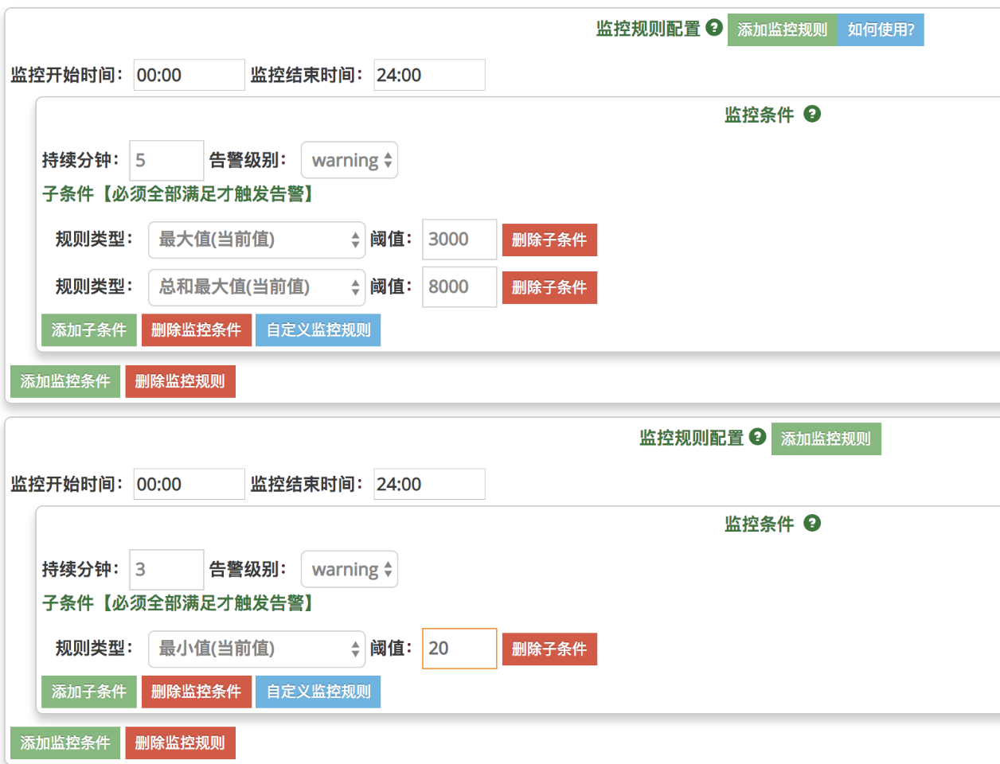 监控规则配置 ? 添加监控规则 如何使用?
监控开始时间： 00:00 监控结束时间： 24:00
监控条件 ?
持续分钟： 5 告警级别： warning
子条件【必须全部满足才触发告警】
规则类型： 最大值(当前值) 阈值： 3000 删除子条件
规则类型： 总和最大值(当前值) 阈值： 8000 删除子条件
添加子条件 删除监控条件 自定义监控规则
添加监控条件 删除监控规则
监控规则配置 ? 添加监控规则
监控开始时间： 00:00 监控结束时间： 24:00
监控条件 ?
持续分钟： 3 告警级别： warning
子条件【必须全部满足才触发告警】
规则类型： 最小值(当前值) 阈值： 20 删除子条件
添加子条件 删除监控条件 自定义监控规则
添加监控条件 删除监控规则